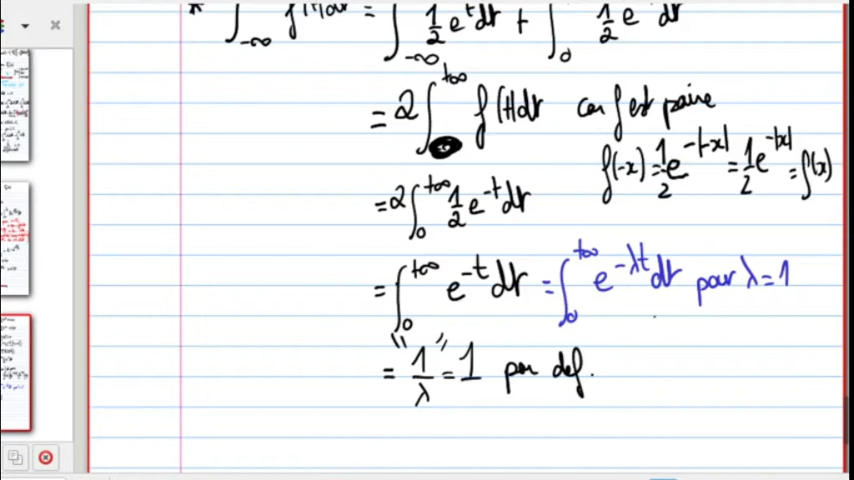 * ∫_{-∞} f(t)dt = ∫_{-∞} 1/2 e^t dt + ∫_0 1/2 e dt
= 2 ∫^{+∞} f(t)dt car f est paire
f(-x) = 1/2 e^{-|-x|} = 1/2 e^{-|x|} = f(x)
= 2 ∫_0^{+∞} 1/2 e^{-t} dt
= ∫_0^{+∞} e^{-t} dt = ∫_0^{+∞} e^{-λt} dt pour λ = 1
= " 1/λ " = 1 par def.